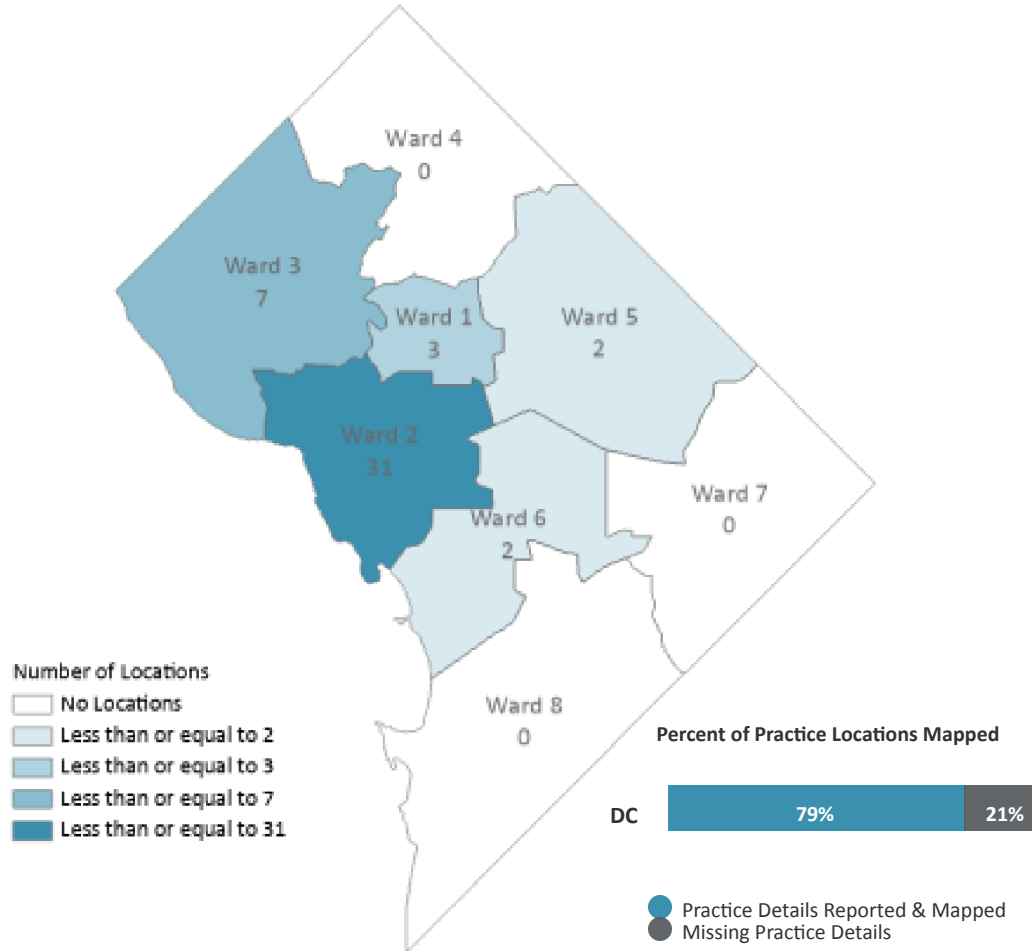 Ward 4
0
Ward 3
7
Ward 1
3
Ward 5
2
Ward 2
31
Ward 7
0
Ward 6
2
Ward 8
0
Number of Locations
No Locations
Less than or equal to 2
Less than or equal to 3
Less than or equal to 7
Less than or equal to 31
Percent of Practice Locations Mapped
DC 79% 21%
Practice Details Reported & Mapped
Missing Practice Details